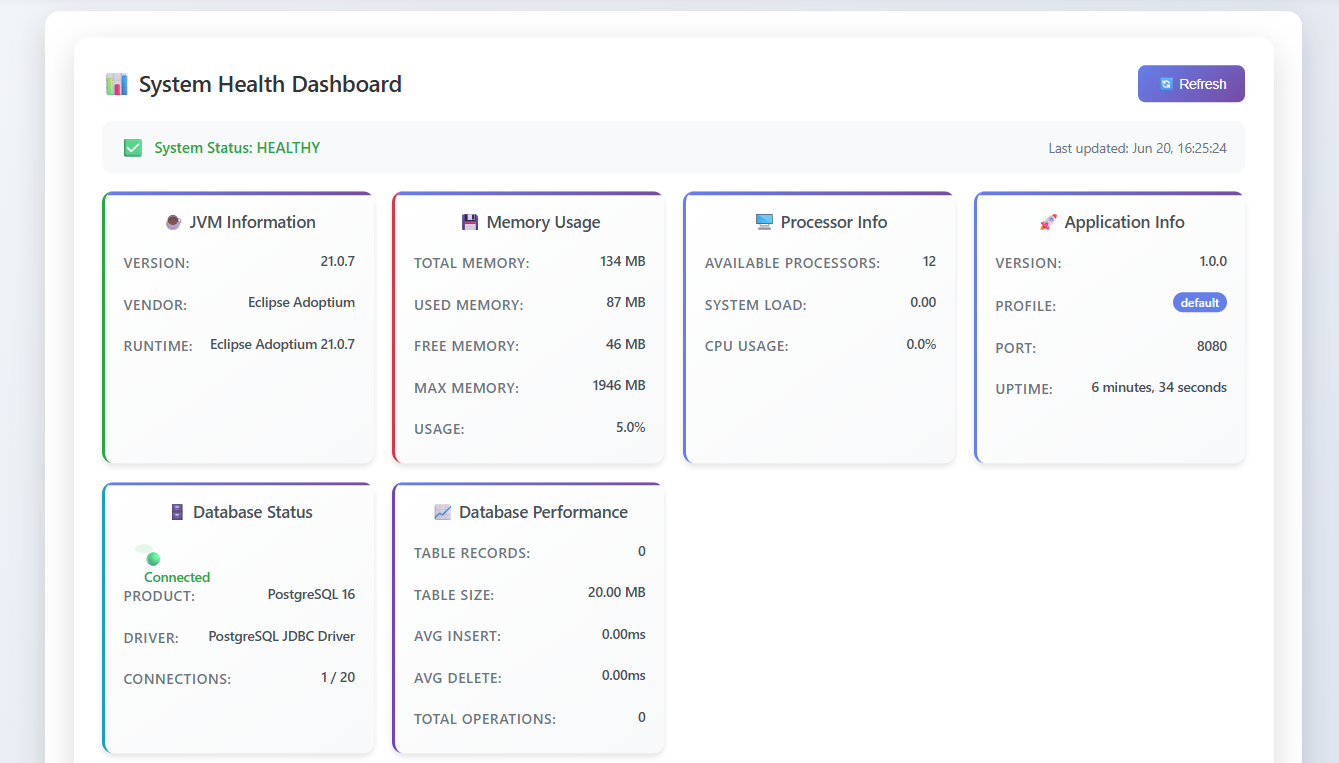 System Health Dashboard
Refresh
System Status: HEALTHY
Last updated: Jun 20, 16:25:24
JVM Information
VERSION: 21.0.7
VENDOR: Eclipse Adoptium
RUNTIME: Eclipse Adoptium 21.0.7
Memory Usage
TOTAL MEMORY: 134 MB
USED MEMORY: 87 MB
FREE MEMORY: 46 MB
MAX MEMORY: 1946 MB
USAGE: 5.0%
Processor Info
AVAILABLE PROCESSORS: 12
SYSTEM LOAD: 0.00
CPU USAGE: 0.0%
Application Info
VERSION: 1.0.0
PROFILE: default
PORT: 8080
UPTIME: 6 minutes, 34 seconds
Database Status
Connected
PRODUCT: PostgreSQL 16
DRIVER: PostgreSQL JDBC Driver
CONNECTIONS: 1 / 20
Database Performance
TABLE RECORDS: 0
TABLE SIZE: 20.00 MB
AVG INSERT: 0.00ms
AVG DELETE: 0.00ms
TOTAL OPERATIONS: 0